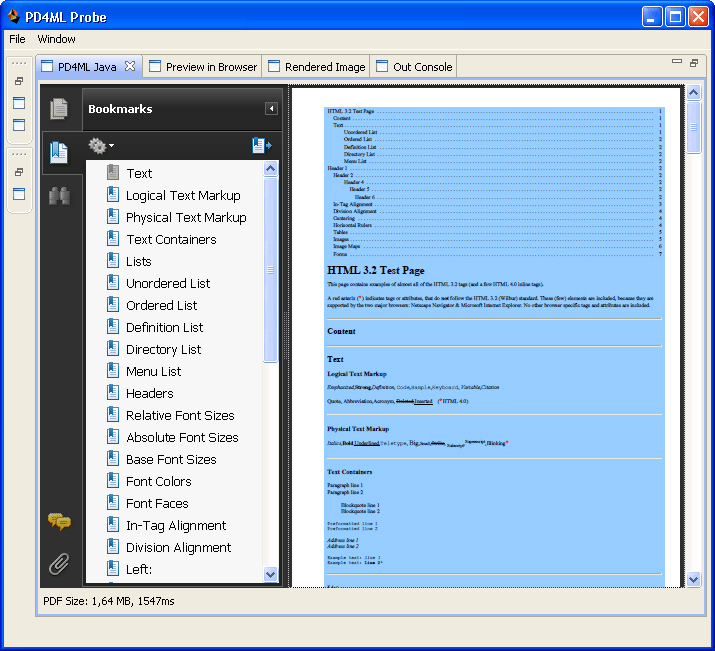 PD4ML Probe
File Window
PD4ML Java Preview in Browser Rendered Image Out Console
Bookmarks
Text
Logical Text Markup
Physical Text Markup
Text Containers
Lists
Unordered List
Ordered List
Definition List
Directory List
Menu List
Headers
Relative Font Sizes
Absolute Font Sizes
Base Font Sizes
Font Colors
Font Faces
In-Tag Alignment
Division Alignment
Left:
HTML 3.2 Test Page 1
Content 1
Text 1
Unordered List 1
Ordered List 2
Definition List 2
Directory List 2
Menu List 2
Header 1 2
Header 2 2
Header 4 2
Header 5 2
Header 6 2
In-Tag Alignment 3
Division Alignment 4
Centering 4
Horizontal Rulers 4
Tables 5
Images 5
Image Maps 6
Forms 7
HTML 3.2 Test Page
This page contains examples of almost all of the HTML 3.2 tags (and a few HTML 4.0 inline tags).
A red asterix (*) indicates tags or attributes, that do not follow the HTML 3.2 (Wilbur) standard. These (few) elements are included, because they are
supported by the two major browsers: Netscape Navigator & Microsoft Internet Explorer. No other browser specific tags and attributes are included.
Content
Text
Logical Text Markup
Emphasized,Strong,Definition, Code,Sample,Keyboard, Variable,Citation
Quote, Abbreviation,Acronym, Deleted,Inserted (*HTML 4.0)
Physical Text Markup
Italics,Bold,Underlined,Teletype, Big,Small,Strike, Subscript, Superscript, Blinking*
Text Containers
Paragraph line 1
Paragraph line 2
Blockquote line 1
Blockquote line 2
Preformatted line 1
Preformatted line 2
Address line 1
Address line 2
Example text: line 1
Example text: line 2*
PDF Size: 1,64 MB, 1547ms